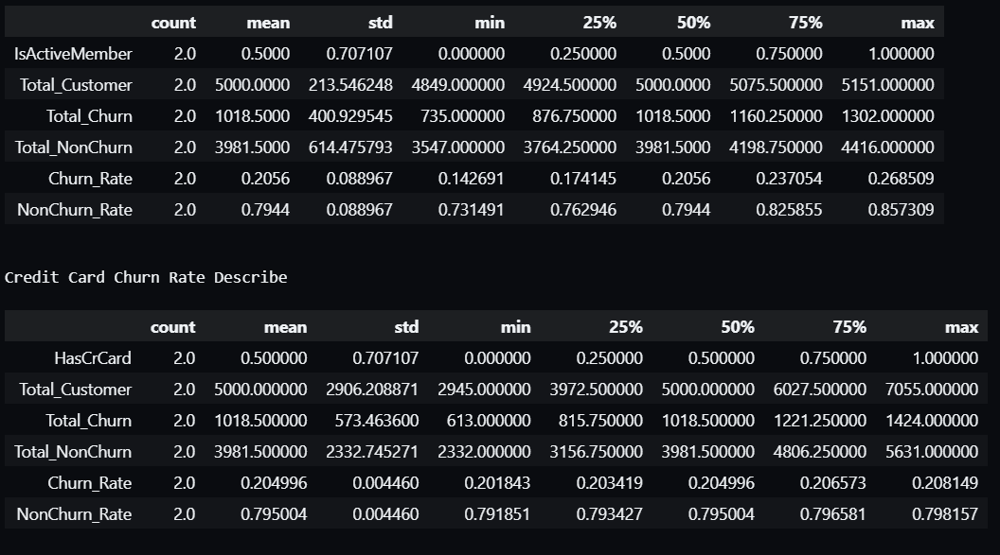 count mean std min 25% 50% 75% max
IsActiveMember 2.0 0.5000 0.707107 0.000000 0.250000 0.5000 0.750000 1.000000
Total_Customer 2.0 5000.0000 213.546248 4849.000000 4924.500000 5000.0000 5075.500000 5151.000000
Total_Churn 2.0 1018.5000 400.929545 735.000000 876.750000 1018.5000 1160.250000 1302.000000
Total_NonChurn 2.0 3981.5000 614.475793 3547.000000 3764.250000 3981.5000 4198.750000 4416.000000
Churn_Rate 2.0 0.2056 0.088967 0.142691 0.174145 0.2056 0.237054 0.268509
NonChurn_Rate 2.0 0.7944 0.088967 0.731491 0.762946 0.7944 0.825855 0.857309
Credit Card Churn Rate Describe
count mean std min 25% 50% 75% max
HasCrCard 2.0 0.500000 0.707107 0.000000 0.250000 0.500000 0.750000 1.000000
Total_Customer 2.0 5000.000000 2906.208871 2945.000000 3972.500000 5000.000000 6027.500000 7055.000000
Total_Churn 2.0 1018.500000 573.463600 613.000000 815.750000 1018.500000 1221.250000 1424.000000
Total_NonChurn 2.0 3981.500000 2332.745271 2332.000000 3156.750000 3981.500000 4806.250000 5631.000000
Churn_Rate 2.0 0.204996 0.004460 0.201843 0.203419 0.204996 0.206573 0.208149
NonChurn_Rate 2.0 0.795004 0.004460 0.791851 0.793427 0.795004 0.796581 0.798157